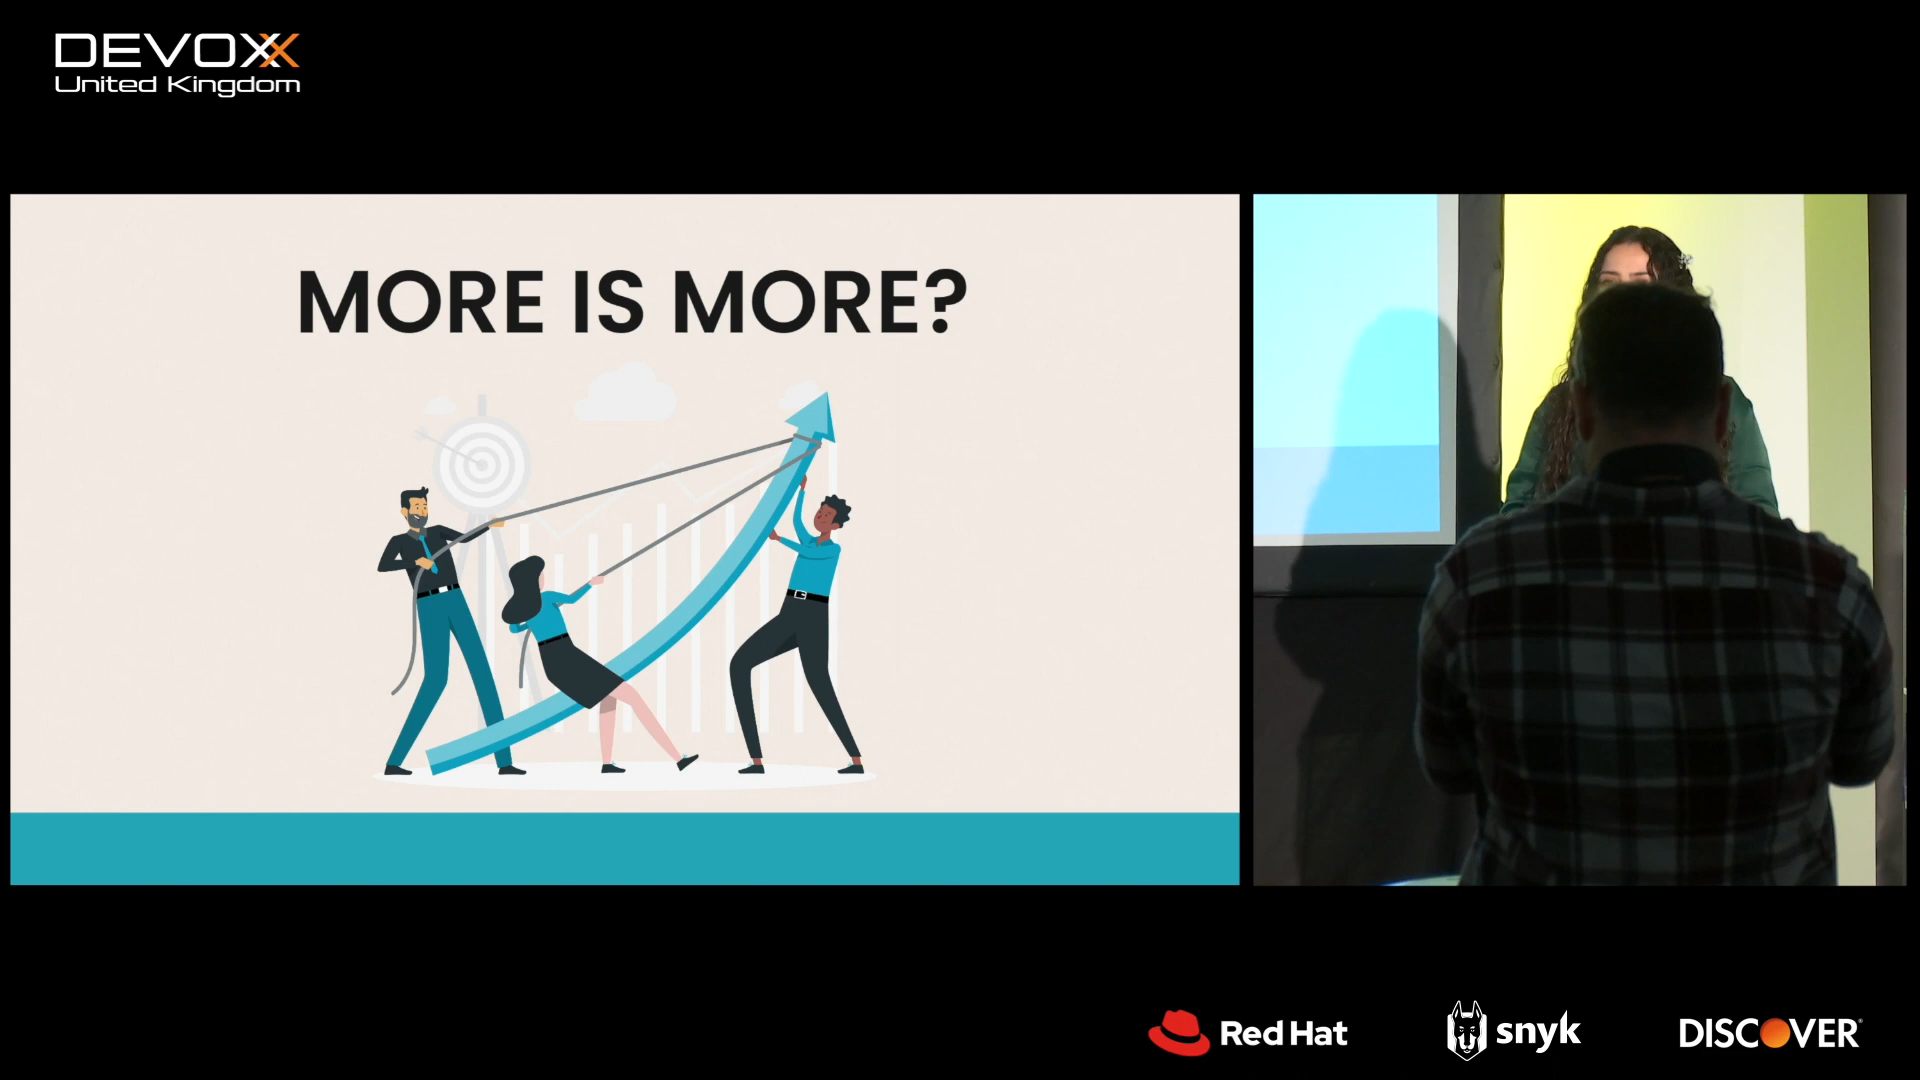 DEVOXX
United Kingdom
MORE IS MORE?
Red Hat
snyk
DISCOVER